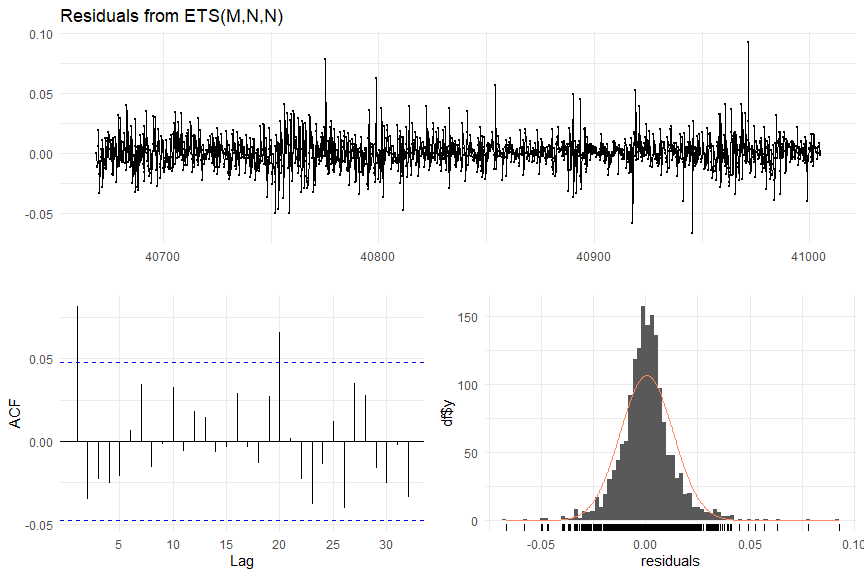 Residuals from ETS(M,N,N)
0.10
0.05
0.00
-0.05
40700 40800 40900 41000
ACF
0.05
0.00
-0.05
5 10 15 20 25 30
Lag
df$y
150
100
50
0
-0.05 0.00 0.05 0.10
residuals